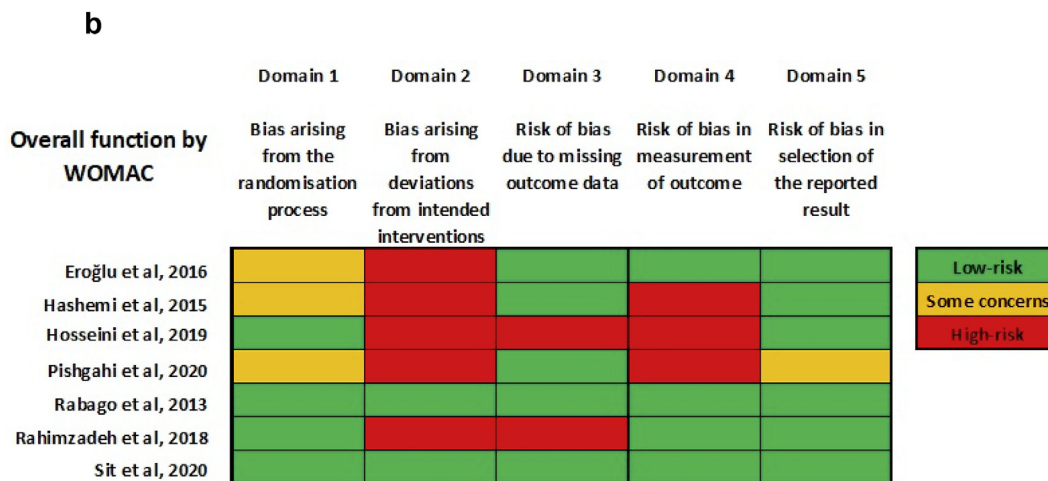 b
Domain 1 Domain 2 Domain 3 Domain 4 Domain 5
Overall function by
WOMAC
Bias arising
from the
randomisation
process
Bias arising
from
deviations
from intended
interventions
Risk of bias
due to missing
outcome data
Risk of bias in
measurement
of outcome
Risk of bias in
selection of
the reported
result
Eroğlu et al, 2016
Hashemi et al, 2015
Hosseini et al, 2019
Pishgahi et al, 2020
Rabago et al, 2013
Rahimzadeh et al, 2018
Sit et al, 2020
Low-risk
Some concerns
High-risk